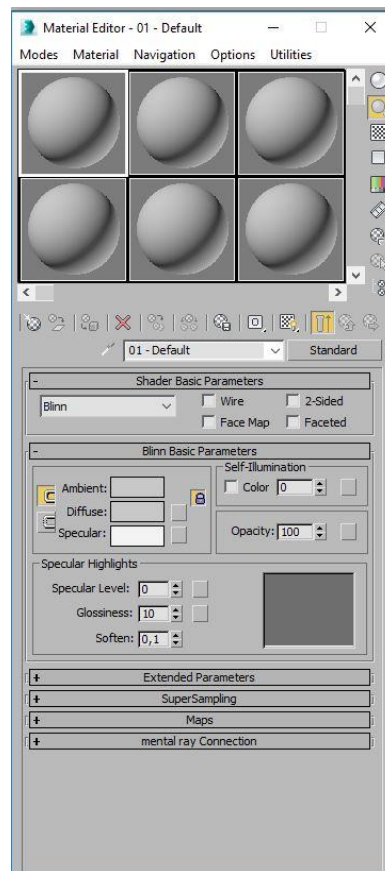 Material Editor - 01 - Default
Modes Material Navigation Options Utilities
01 - Default Standard
- Shader Basic Parameters
Blinn Wire 2-Sided
Face Map Faceted
- Blinn Basic Parameters
Self-Illumination
Color 0
Ambient:
Diffuse:
Specular:
Opacity: 100
Specular Highlights
Specular Level: 0
Glossiness: 10
Soften: 0,1
+ Extended Parameters
+ SuperSampling
+ Maps
+ mental ray Connection